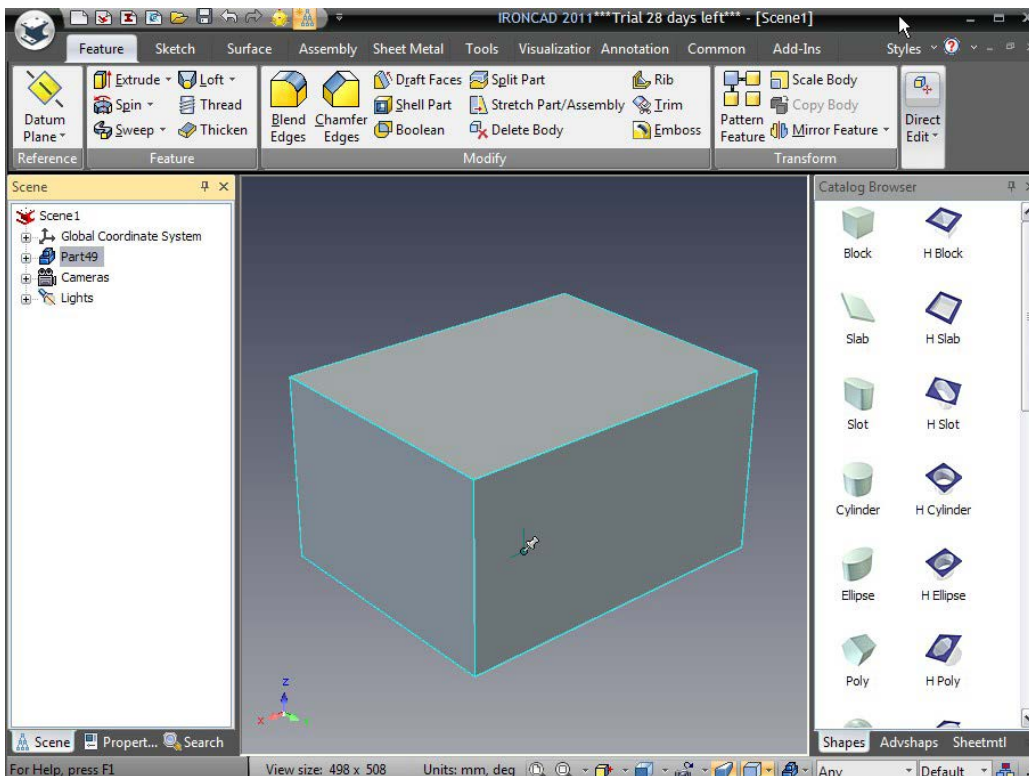 IRONCAD 2011***Trial 28 days left*** - [Scene1]
Feature Sketch Surface Assembly Sheet Metal Tools Visualizatior Annotation Common Add-Ins Styles
Datum Plane
Extrude Loft
Spin Thread
Sweep Thicken
Blend Edges
Chamfer Edges
Draft Faces Split Part Rib
Shell Part Stretch Part/Assembly Trim
Boolean Delete Body Emboss
Pattern Feature
Scale Body
Copy Body
Mirror Feature
Direct Edit
Reference Feature Modify Transform
Scene
Scene1
Global Coordinate System
Part49
Cameras
Lights
z
x
Catalog Browser
Block H Block
Slab H Slab
Slot H Slot
Cylinder H Cylinder
Ellipse H Ellipse
Poly H Poly
Scene Propert... Search
Shapes Advshaps Sheetmtl
For Help, press F1 View size: 498 x 508 Units: mm, deg Any Default